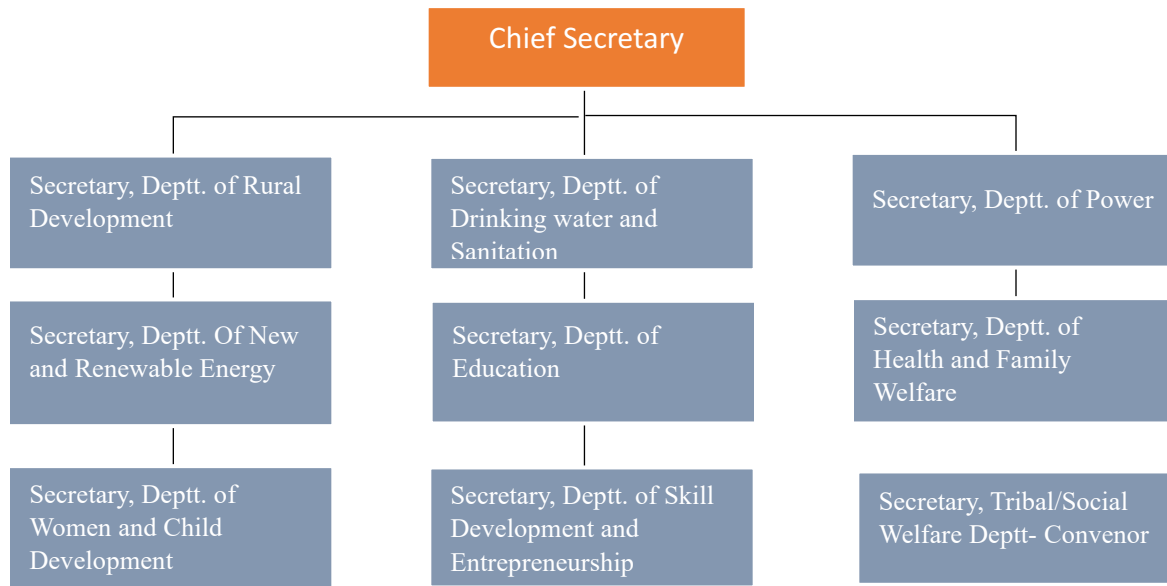 Chief Secretary
Secretary, Deptt. of Rural
Development
Secretary, Deptt. of
Drinking water and
Sanitation
Secretary, Deptt. of Power
Secretary, Deptt. Of New
and Renewable Energy
Secretary, Deptt. of
Education
Secretary, Deptt. of
Health and Family
Welfare
Secretary, Deptt. of
Women and Child
Development
Secretary, Deptt. of Skill
Development and
Entrepreneurship
Secretary, Tribal/Social
Welfare Deptt- Convenor